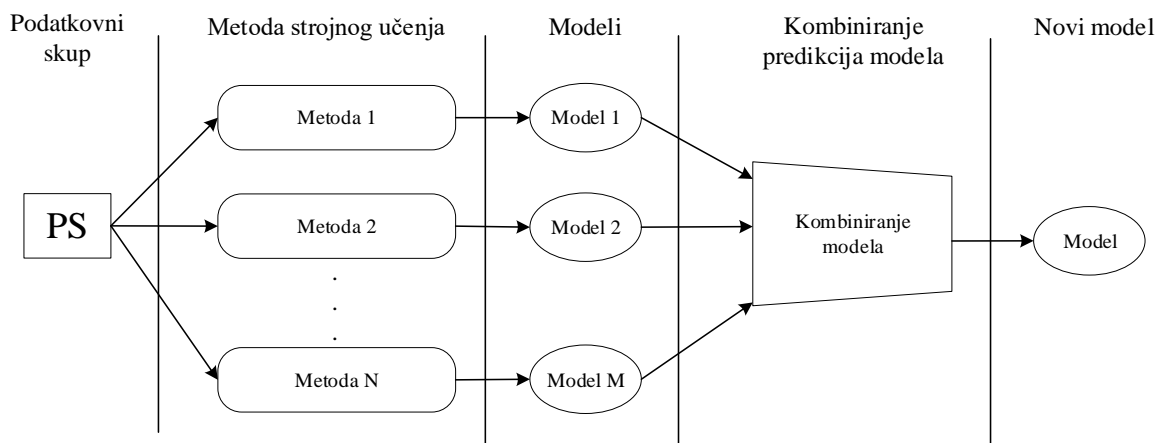 Podatkovni
skup
Metoda strojnog učenja
Modeli
Kombiniranje
predikcija modela
Novi model
PS
Metoda 1
Model 1
Metoda 2
Model 2
Kombiniranje
modela
Model
.
.
.
.
Metoda N
Model M